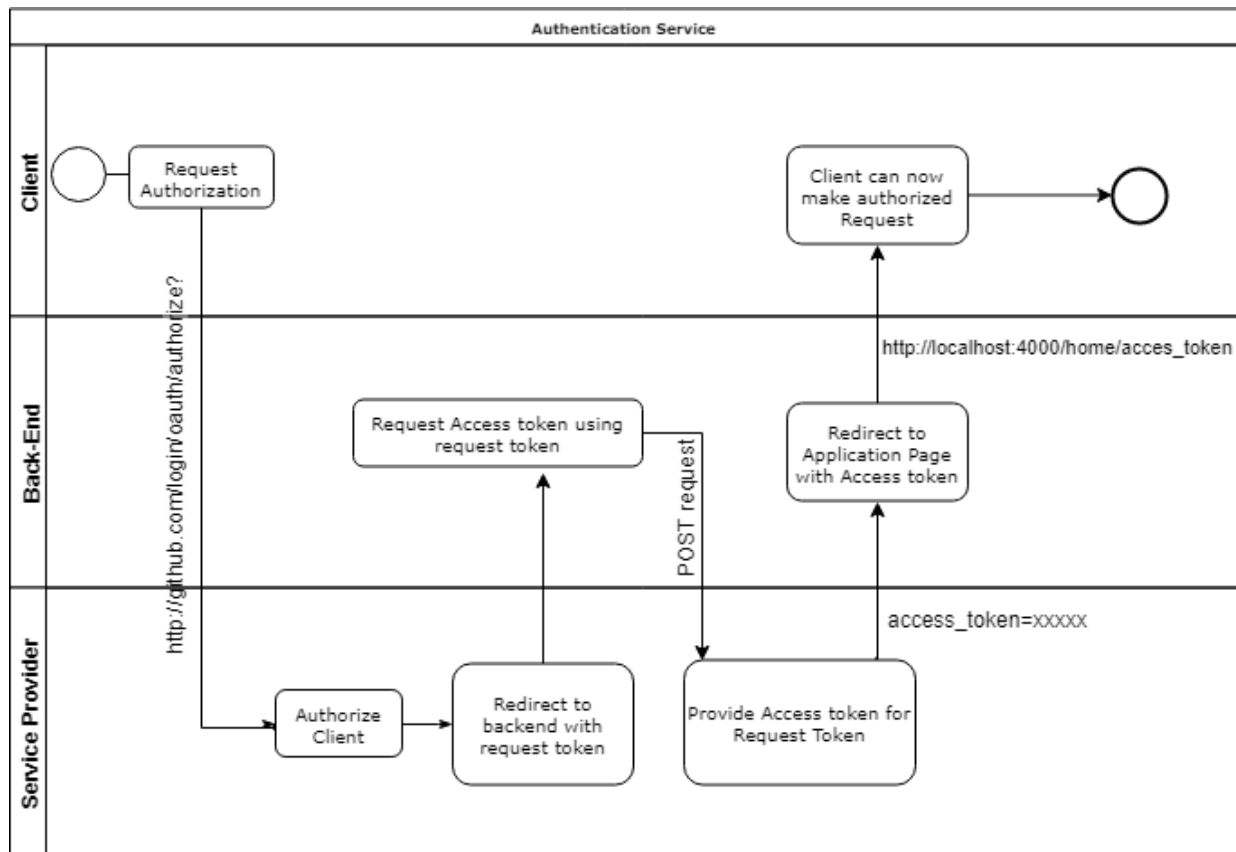 Authentication Service
Client
Request
Authorization
Client can now
make authorized
Request
http://github.com/login/oauth/authorize?
Back-End
http://localhost:4000/home/acces_token
Request Access token using
request token
Redirect to
Application Page
with Access token
POST request
Service Provider
access_token=xxxxx
Authorize
Client
Redirect to
backend with
request token
Provide Access token for
Request Token